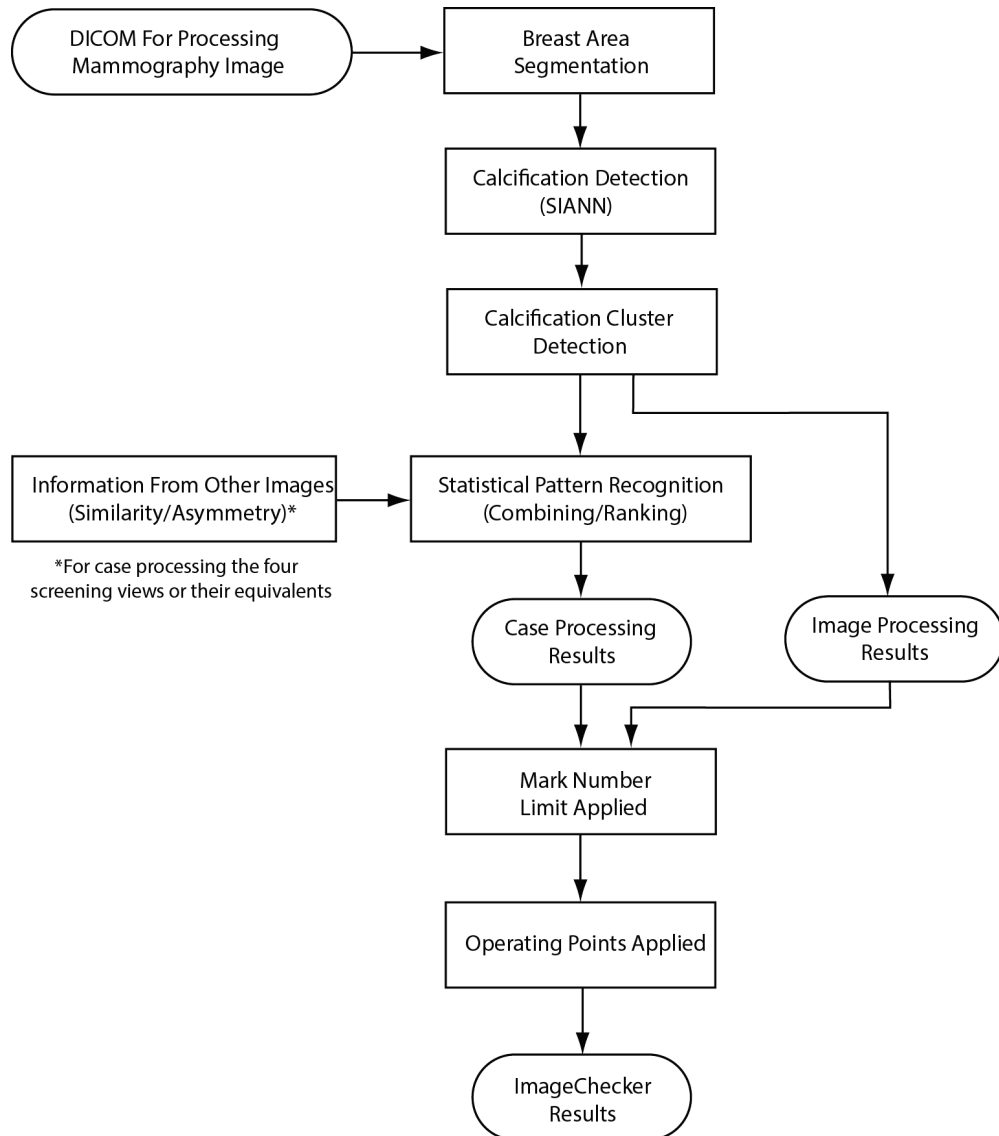 DICOM For Processing
Mammography Image
Breast Area
Segmentation
Calcification Detection
(SIANN)
Calcification Cluster
Detection
Information From Other Images
(Similarity/Asymmetry)*
*For case processing the four
screening views or their equivalents
Statistical Pattern Recognition
(Combining/Ranking)
Case Processing
Results
Image Processing
Results
Mark Number
Limit Applied
Operating Points Applied
ImageChecker
Results